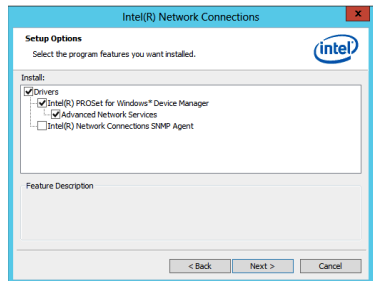 Intel(R) Network Connections
x
Setup Options
Select the program features you want installed.
intel
Install:
Drivers
Intel(R) PROSet for Windows* Device Manager
Advanced Network Services
Intel(R) Network Connections SNMP Agent
Feature Description
< Back
Next >
Cancel